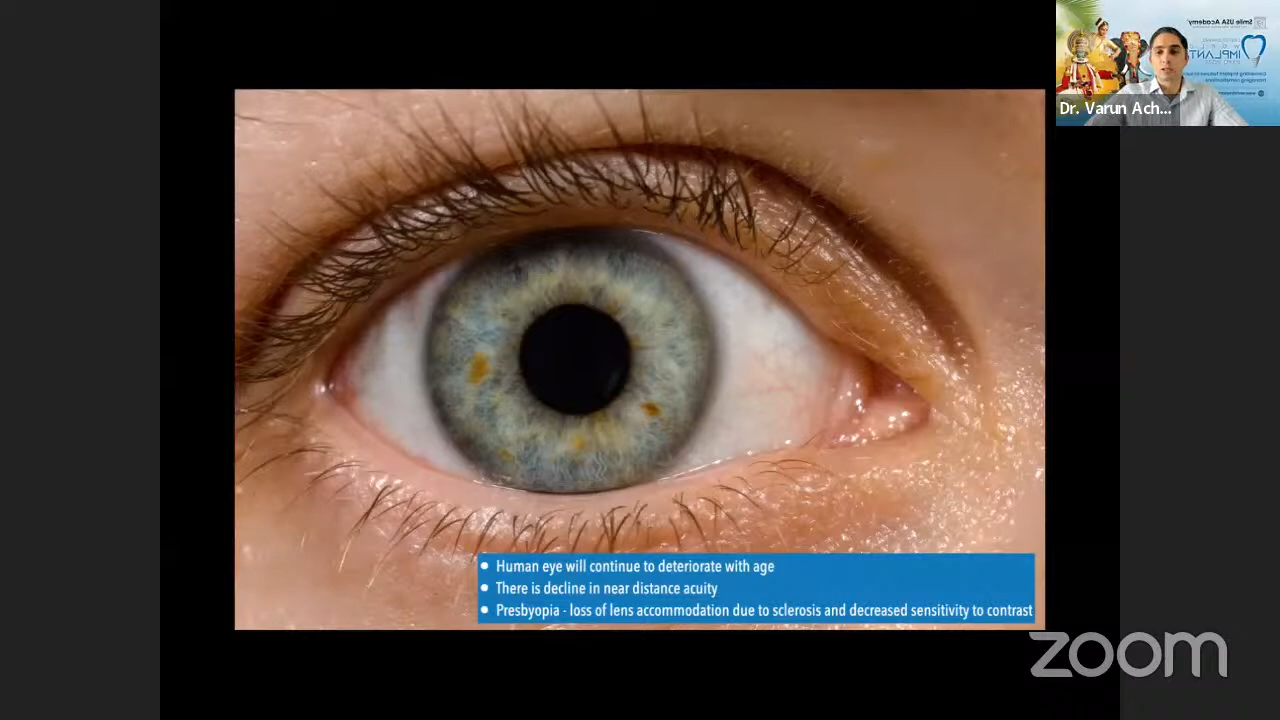 Smile USA Academy
IMPLANT
Dr. Varun Ach...
• Human eye will continue to deteriorate with age
• There is decline in near distance acuity
• Presbyopia - loss of lens accommodation due to sclerosis and decreased sensitivity to contrast
zoom